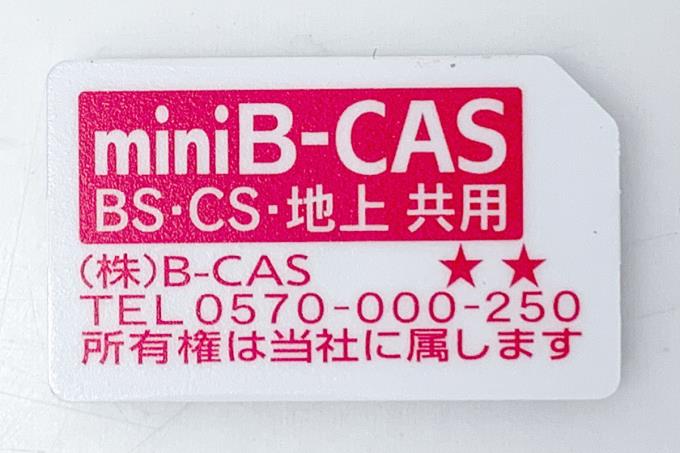 miniB-CAS
BS・CS・地上 共用
(株)B-CAS ★★
TEL 0570-000-250
所有権は当社に属します